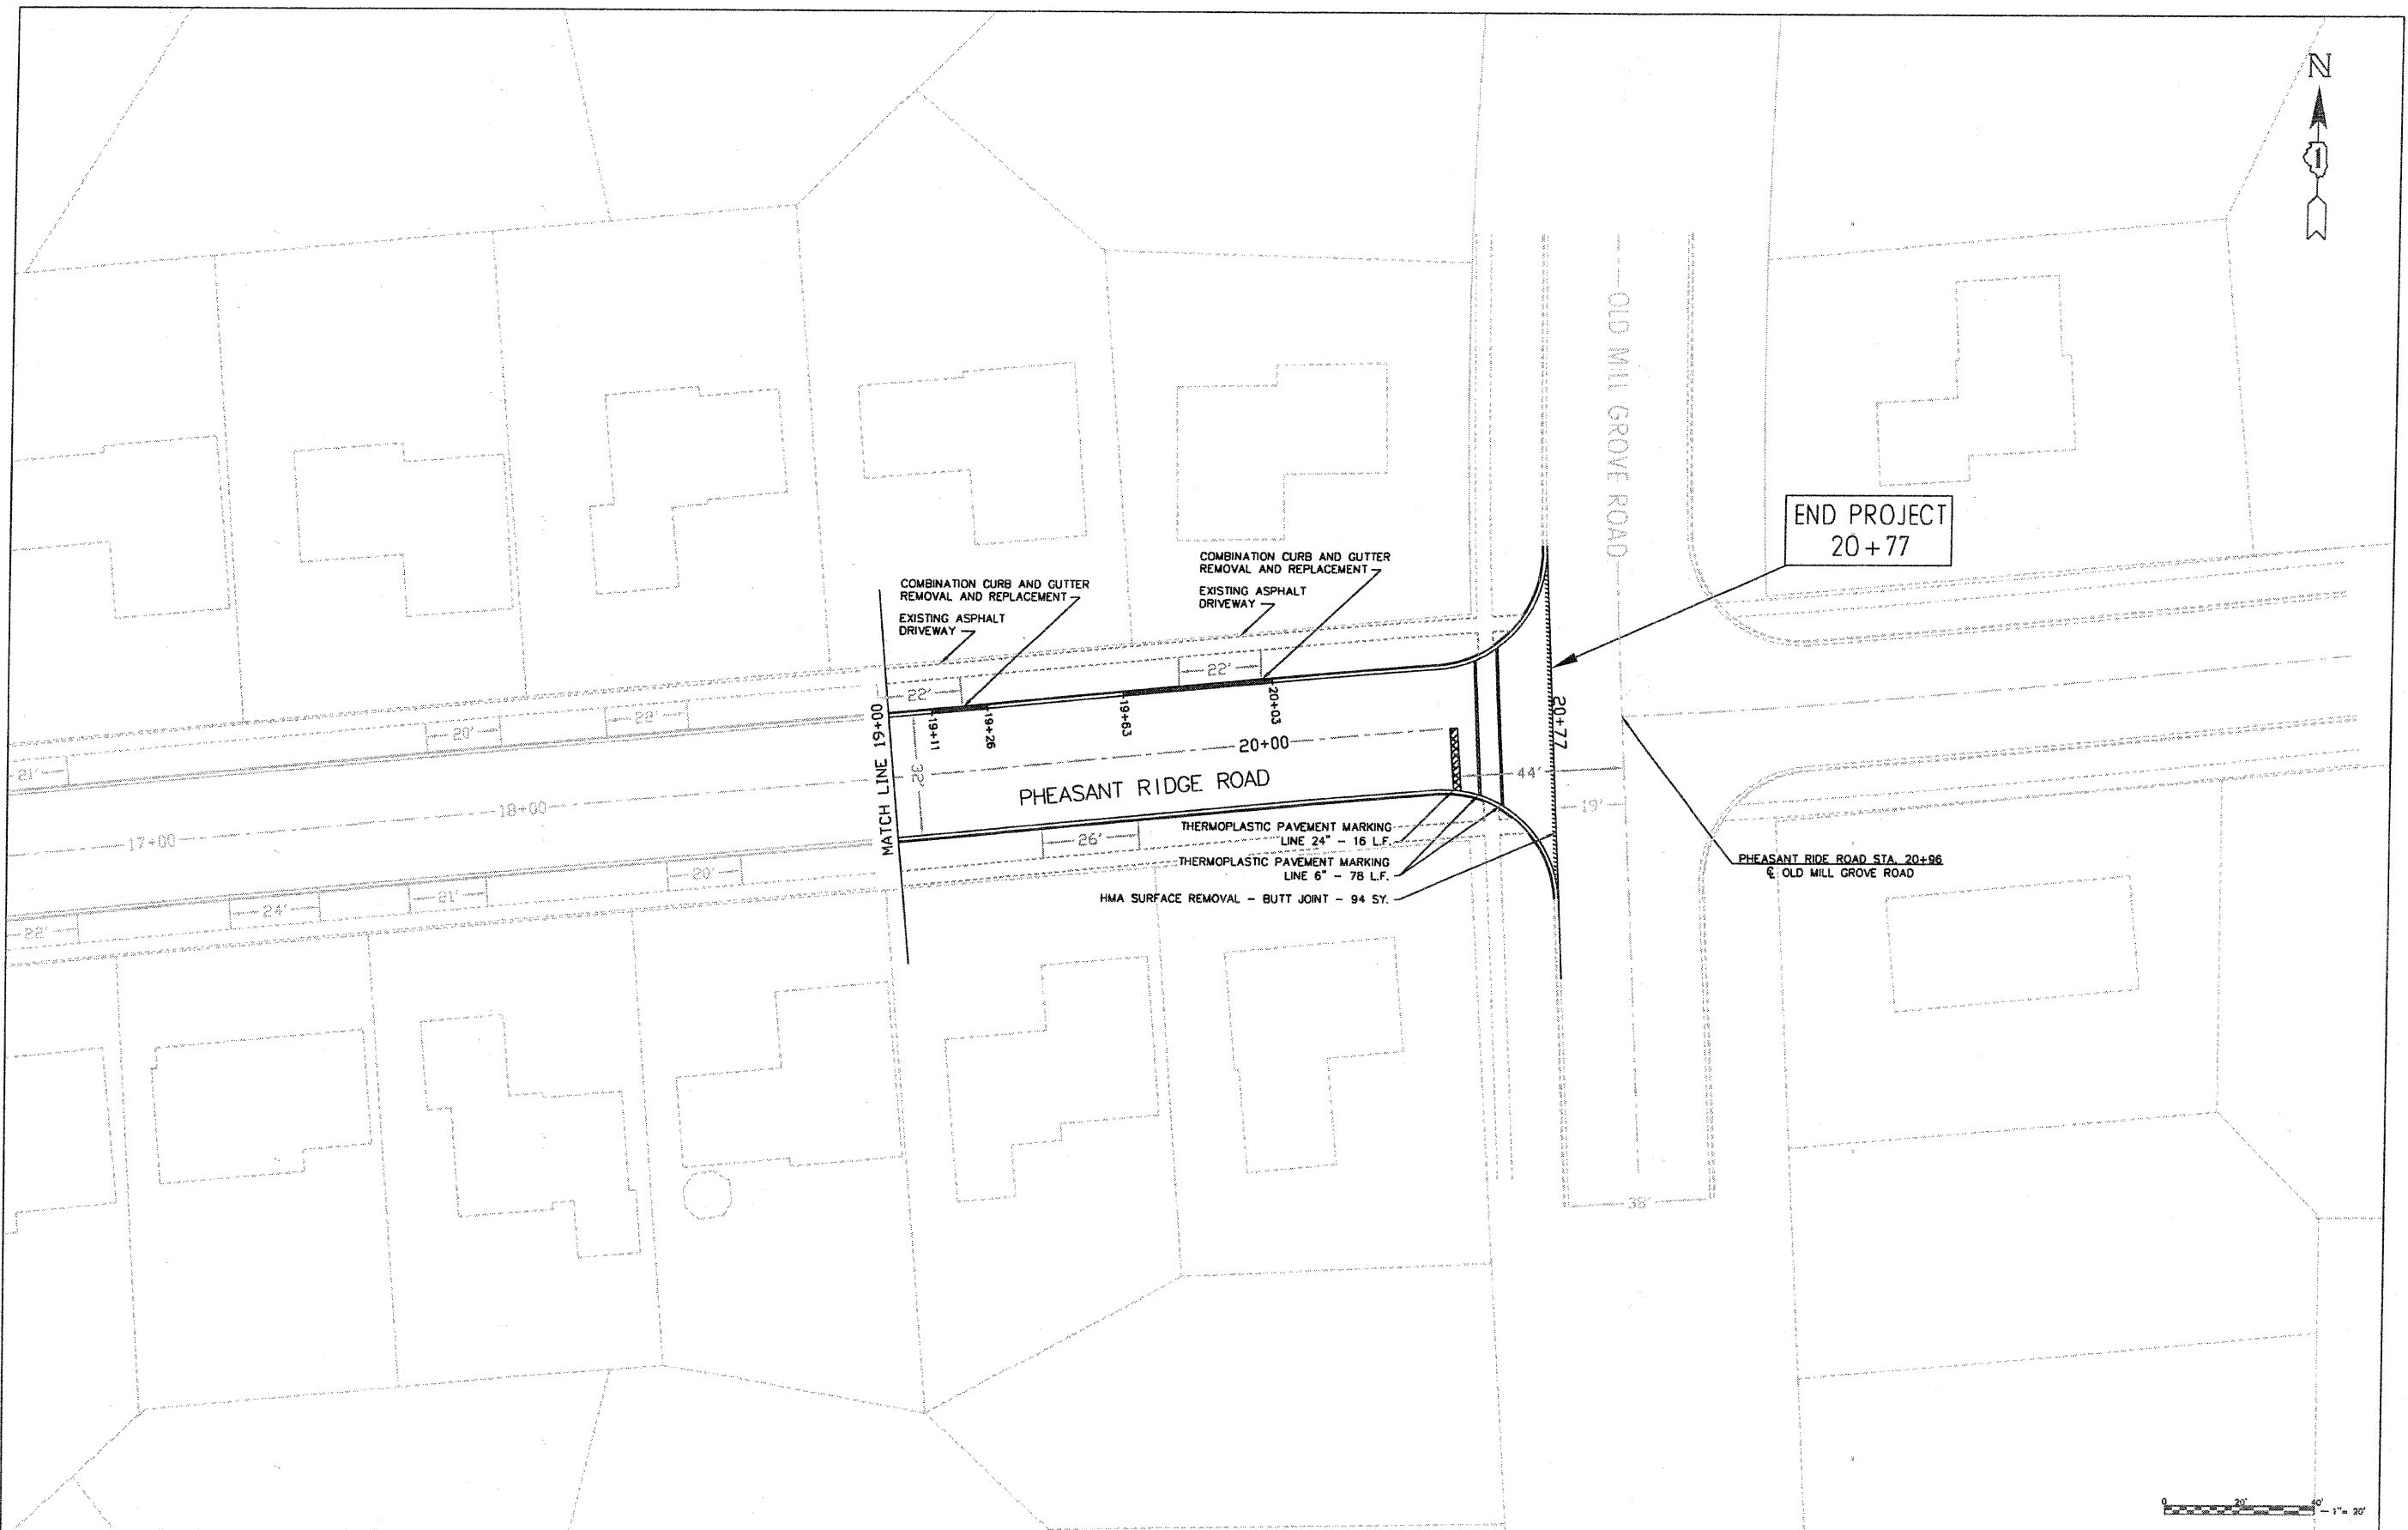 N
1
OLD MILL GROVE ROAD
END PROJECT
20+77
COMBINATION CURB AND GUTTER
REMOVAL AND REPLACEMENT
EXISTING ASPHALT
DRIVEWAY
COMBINATION CURB AND GUTTER
REMOVAL AND REPLACEMENT
EXISTING ASPHALT
DRIVEWAY
22'
22'
20'
22'
21'
MATCH LINE 19+00
19+11
19+26
19+63
20+03
20+77
32'
20+00
PHEASANT RIDGE ROAD
44'
19'
18+00
17+00
26'
20'
21'
24'
22'
THERMOPLASTIC PAVEMENT MARKING
LINE 24" - 16 L.F.
THERMOPLASTIC PAVEMENT MARKING
LINE 6" - 78 L.F.
HMA SURFACE REMOVAL - BUTT JOINT - 94 SY.
PHEASANT RIDE ROAD STA. 20+96
℄ OLD MILL GROVE ROAD
38'
0 20' 40'
1"= 20'